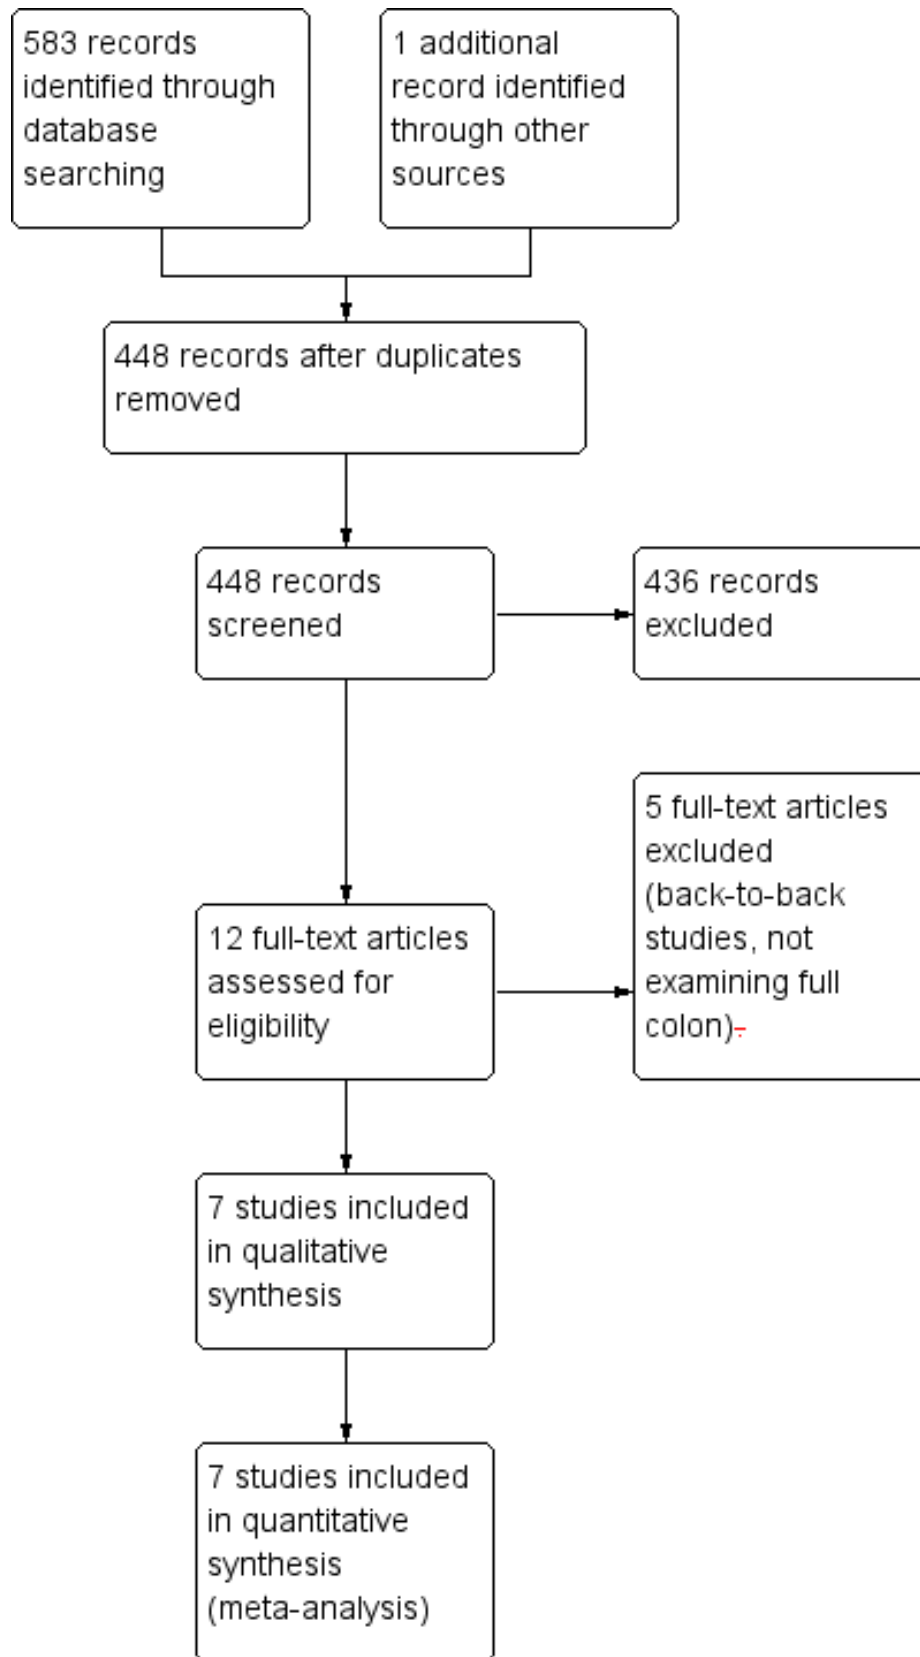 583 records
identified through
database
searching
1 additional
record identified
through other
sources
448 records after duplicates
removed
448 records
screened
436 records
excluded
12 full-text articles
assessed for
eligibility
5 full-text articles
excluded
(back-to-back
studies, not
examining full
colon).
7 studies included
in qualitative
synthesis
7 studies included
in quantitative
synthesis
(meta-analysis)